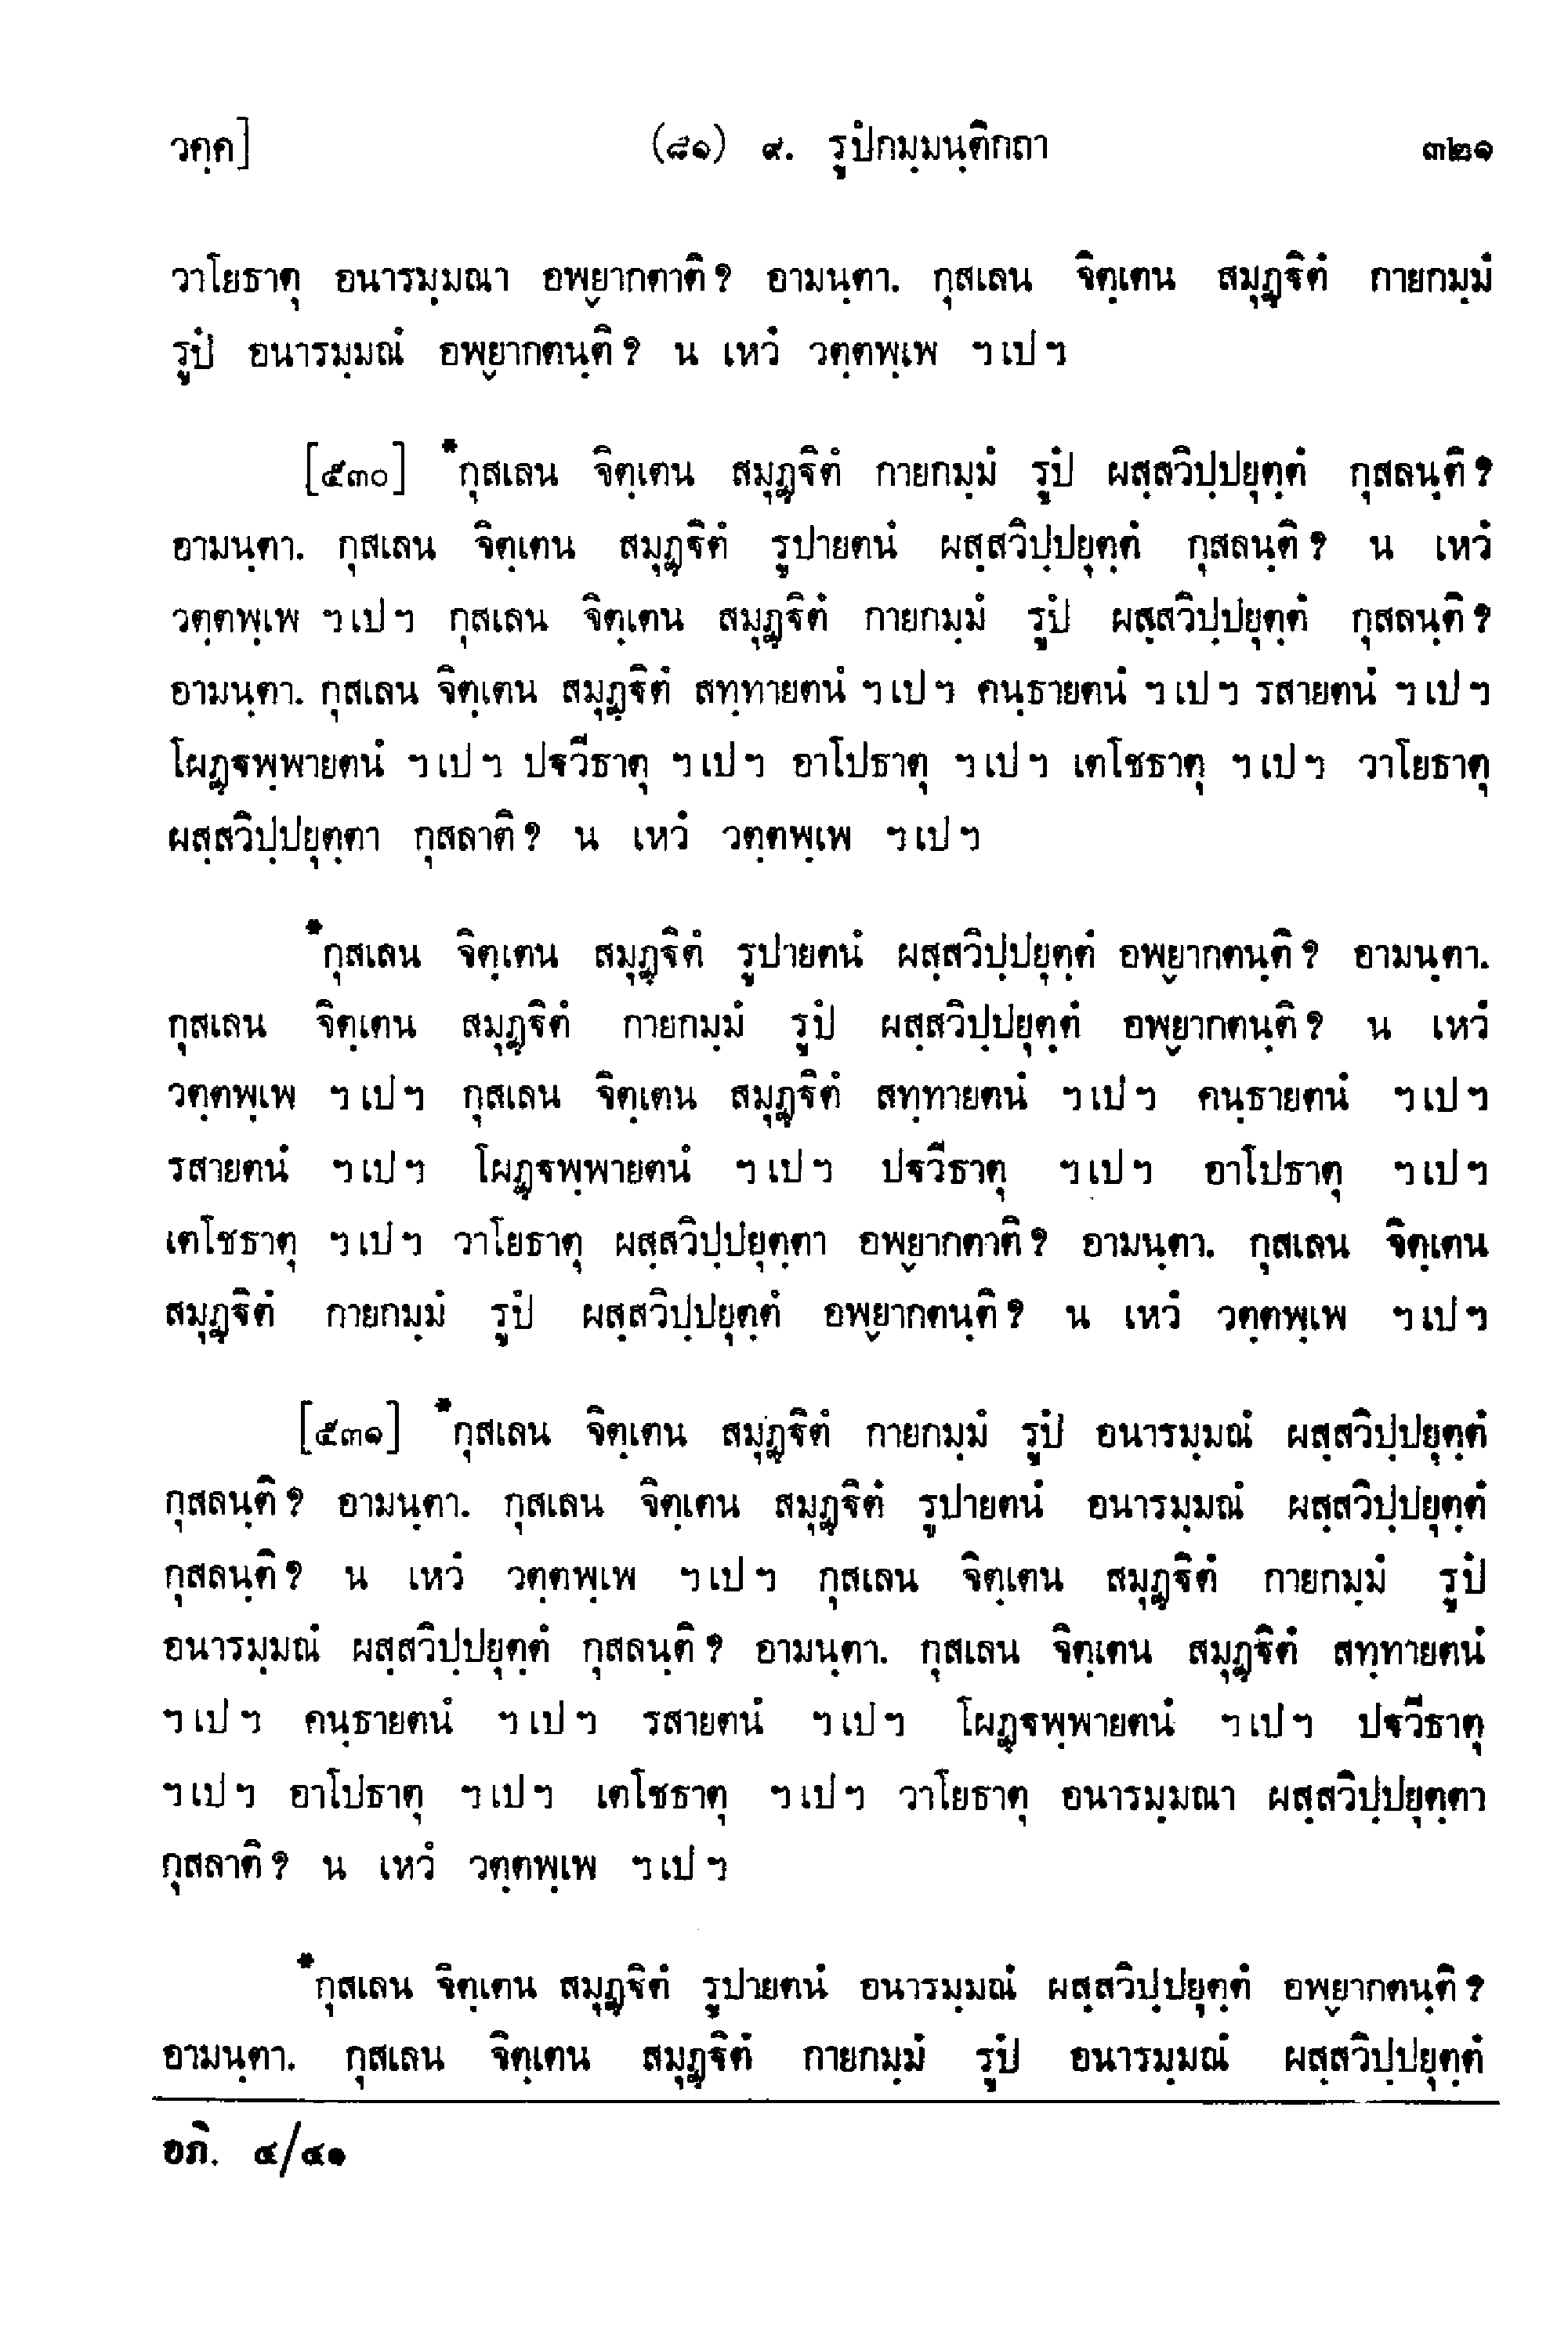 วคฺค] (๘๑) ๙. รูปํกมฺมนฺติกถา ๓๒๑
วาโยธาตุ อนารมฺมณา อพฺยากตาติ? อามนฺตา. กุสเลน จิตฺเตน สมุฏฺฐิตํ กายกมฺมํ
รูปํ อนารมฺมณํ อพฺยากตนฺติ? น เหวํ วตฺตพฺเพ ฯ เป ฯ
[๕๓๐] *กุสเลน จิตฺเตน สมุฏฺฐิตํ กายกมฺมํ รูปํ ผสฺสวิปฺปยุตฺตํ กุสลนฺติ?
อามนฺตา. กุสเลน จิตฺเตน สมุฏฺฐิตํ รูปายตนํ ผสฺสวิปฺปยุตฺตํ กุสลนฺติ? น เหวํ
วตฺตพฺเพ ฯ เป ฯ กุสเลน จิตฺเตน สมุฏฺฐิตํ กายกมฺมํ รูปํ ผสฺสวิปฺปยุตฺตํ กุสลนฺติ?
อามนฺตา. กุสเลน จิตฺเตน สมุฏฺฐิตํ สทฺทายตนํ ฯ เป ฯ คนฺธายตนํ ฯ เป ฯ รสายตนํ ฯ เป ฯ
โผฏฺฐพฺพายตนํ ฯ เป ฯ ปฐวีธาตุ ฯ เป ฯ อาโปธาตุ ฯ เป ฯ เตโชธาตุ ฯ เป ฯ วาโยธาตุ
ผสฺสวิปฺปยุตฺตา กุสลาติ? น เหวํ วตฺตพฺเพ ฯ เป ฯ
*กุสเลน จิตฺเตน สมุฏฺฐิตํ รูปายตนํ ผสฺสวิปฺปยุตฺตํ อพฺยากตนฺติ? อามนฺตา.
กุสเลน จิตฺเตน สมุฏฺฐิตํ กายกมฺมํ รูปํ ผสฺสวิปฺปยุตฺตํ อพฺยากตนฺติ? น เหวํ
วตฺตพฺเพ ฯ เป ฯ กุสเลน จิตฺเตน สมุฏฺฐิตํ สทฺทายตนํ ฯ เป ฯ คนฺธายตนํ ฯ เป ฯ
รสายตนํ ฯ เป ฯ โผฏฺฐพฺพายตนํ ฯ เป ฯ ปฐวีธาตุ ฯ เป ฯ อาโปธาตุ ฯ เป ฯ
เตโชธาตุ ฯ เป ฯ วาโยธาตุ ผสฺสวิปฺปยุตฺตา อพฺยากตาติ? อามนฺตา. กุสเลน จิตฺเตน
สมุฏฺฐิตํ กายกมฺมํ รูปํ ผสฺสวิปฺปยุตฺตํ อพฺยากตนฺติ? น เหวํ วตฺตพฺเพ ฯ เป ฯ
[๕๓๑] *กุสเลน จิตฺเตน สมุฏฺฐิตํ กายกมฺมํ รูปํ อนารมฺมณํ ผสฺสวิปฺปยุตฺตํ
กุสลนฺติ? อามนฺตา. กุสเลน จิตฺเตน สมุฏฺฐิตํ รูปายตนํ อนารมฺมณํ ผสฺสวิปฺปยุตฺตํ
กุสลนฺติ? น เหวํ วตฺตพฺเพ ฯ เป ฯ กุสเลน จิตฺเตน สมุฏฺฐิตํ กายกมฺมํ รูปํ
อนารมฺมณํ ผสฺสวิปฺปยุตฺตํ กุสลนฺติ? อามนฺตา. กุสเลน จิตฺเตน สมุฏฺฐิตํ สทฺทายตนํ
ฯ เป ฯ คนฺธายตนํ ฯ เป ฯ รสายตนํ ฯ เป ฯ โผฏฺฐพฺพายตนํ ฯ เป ฯ ปฐวีธาตุ
ฯ เป ฯ อาโปธาตุ ฯ เป ฯ เตโชธาตุ ฯ เป ฯ วาโยธาตุ อนารมฺมณา ผสฺสวิปฺปยุตฺตา
กุสลาติ? น เหวํ วตฺตพฺเพ ฯ เป ฯ
*กุสเลน จิตฺเตน สมุฏฺฐิตํ รูปายตนํ อนารมฺมณํ ผสฺสวิปฺปยุตฺตํ อพฺยากตนฺติ?
อามนฺตา. กุสเลน จิตฺเตน สมุฏฺฐิตํ กายกมฺมํ รูปํ อนารมฺมณํ ผสฺสวิปฺปยุตฺตํ
อภิ. ๔/๔๑